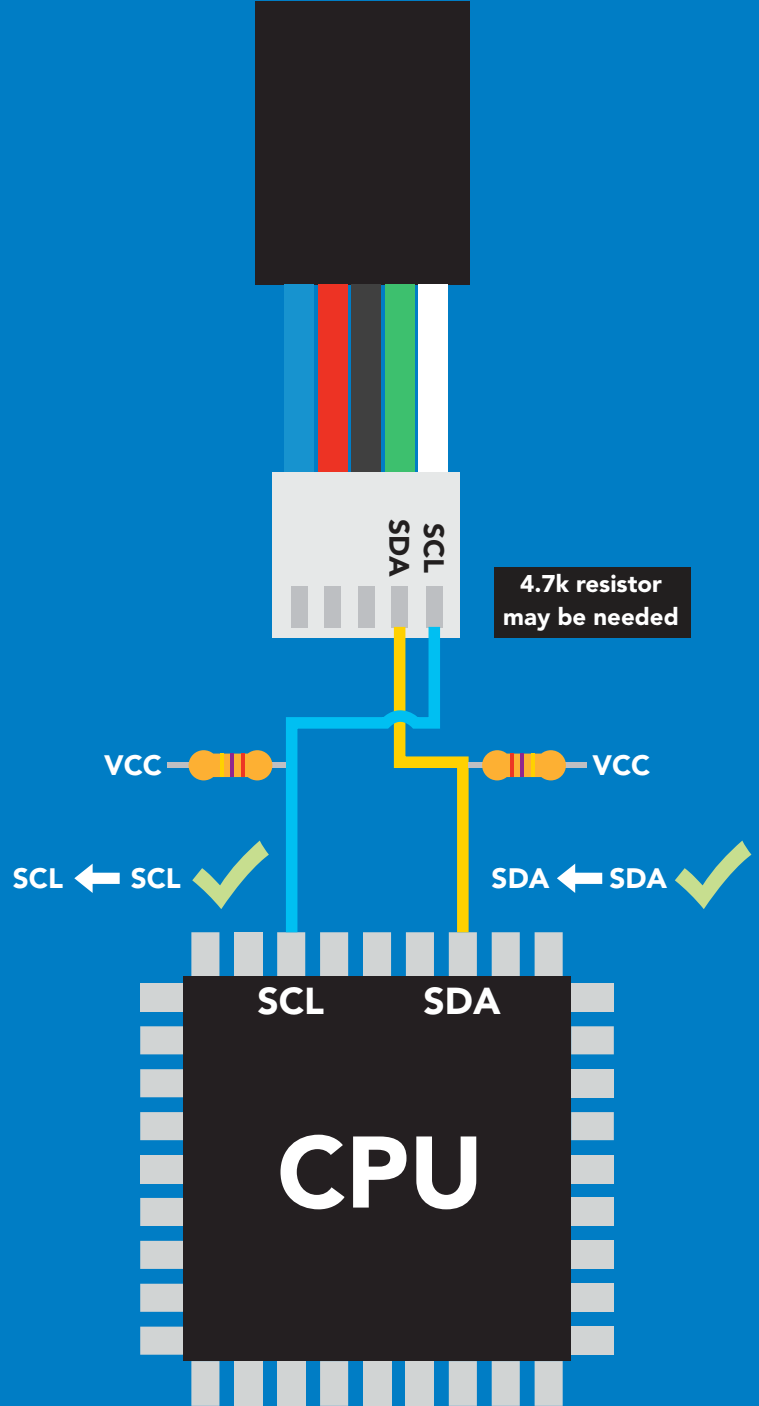 SDA
SCL
4.7k resistor
may be needed
VCC
VCC
SCL SCL
SDA SDA
SCL
SDA
CPU